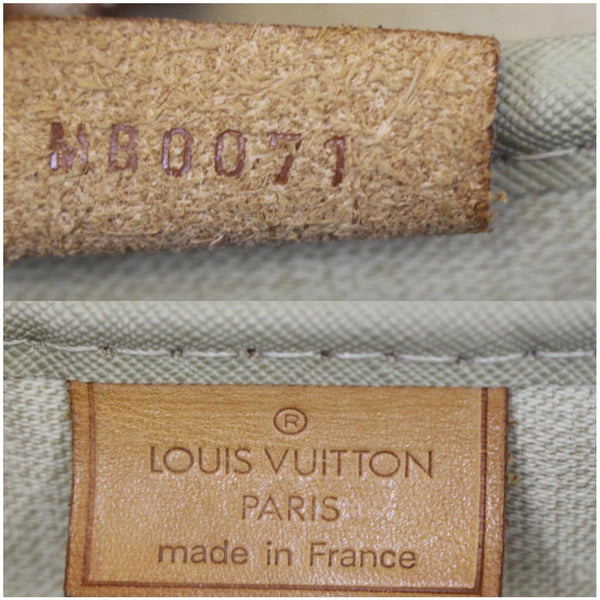 MB0071
®
LOUIS VUITTON
PARIS
made in France